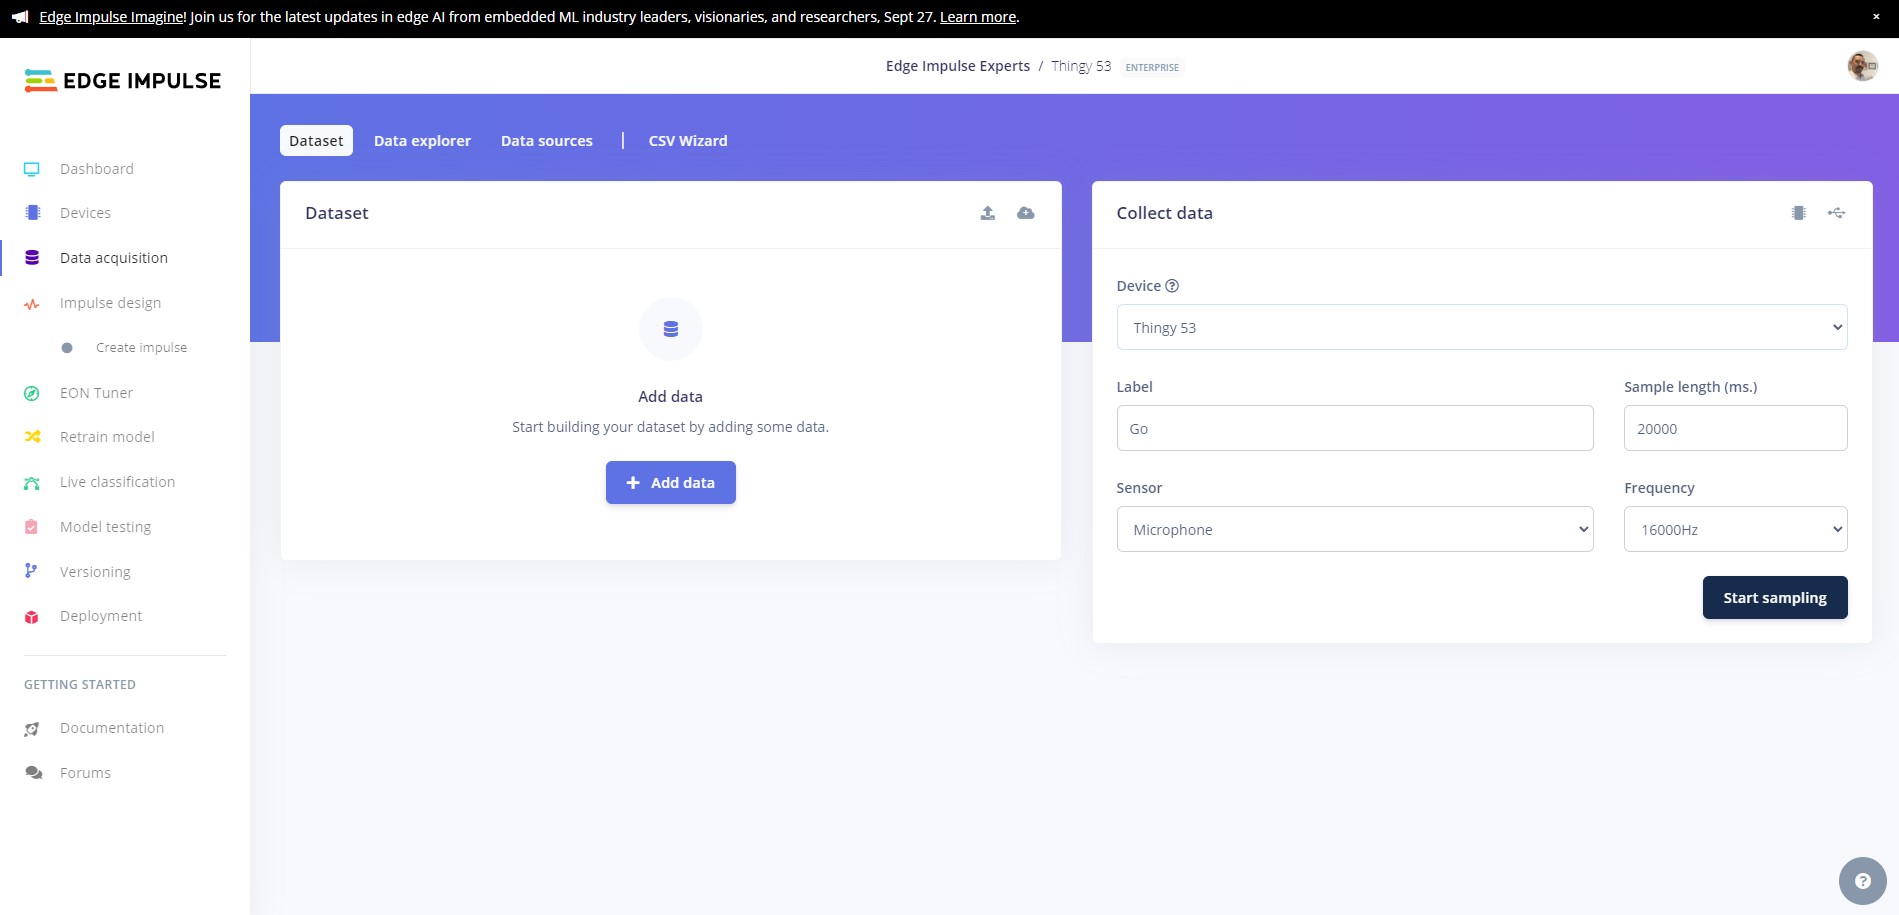 Edge Impulse Imagine! Join us for the latest updates in edge AI from embedded ML industry leaders, visionaries, and researchers, Sept 27. Learn more.
×
EDGE IMPULSE
Edge Impulse Experts / Thingy 53 ENTERPRISE
Dashboard
Devices
Data acquisition
Impulse design
Create impulse
EON Tuner
Retrain model
Live classification
Model testing
Versioning
Deployment
GETTING STARTED
Documentation
Forums
Dataset Data explorer Data sources | CSV Wizard
Dataset
Add data
Start building your dataset by adding some data.
+ Add data
Collect data
Device ?
Thingy 53
Label Sample length (ms.)
Go 20000
Sensor Frequency
Microphone 16000Hz
Start sampling
?